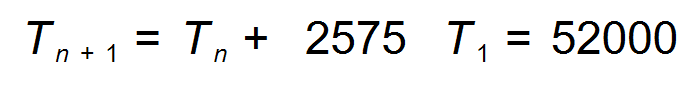 Tₙ ₊ ₁ = Tₙ + 2575 T₁ = 52000